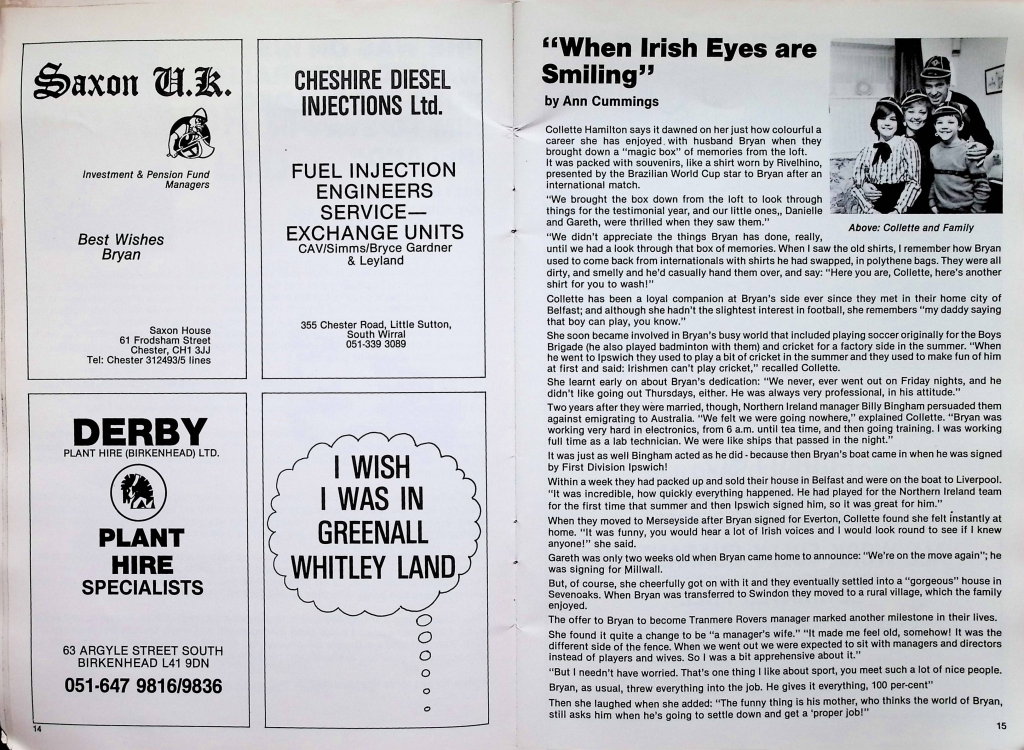 Saxon U.K.
Investment & Pension Fund
Managers
Best Wishes
Bryan
Saxon House
61 Frodsham Street
Chester, CH1 3JJ
Tel: Chester 312493/5 lines
CHESHIRE DIESEL
INJECTIONS Ltd.
FUEL INJECTION
ENGINEERS
SERVICE—
EXCHANGE UNITS
CAV/Simms/Bryce Gardner
& Leyland
355 Chester Road, Little Sutton,
South Wirral
051-339 3089
DERBY
PLANT HIRE (BIRKENHEAD) LTD.
PLANT
HIRE
SPECIALISTS
63 ARGYLE STREET SOUTH
BIRKENHEAD L41 9DN
051-647 9816/9836
I WISH
I WAS IN
GREENALL
WHITLEY LAND
14
"When Irish Eyes are
Smiling"
by Ann Cummings
Collette Hamilton says it dawned on her just how colourful a
career she has enjoyed with husband Bryan when they
brought down a "magic box" of memories from the loft.
It was packed with souvenirs, like a shirt worn by Rivelhino,
presented by the Brazilian World Cup star to Bryan after an
international match.
"We brought the box down from the loft to look through
things for the testimonial year, and our little ones,, Danielle
and Gareth, were thrilled when they saw them."
Above: Collette and Family
"We didn't appreciate the things Bryan has done, really,
until we had a look through that box of memories. When I saw the old shirts, I remember how Bryan
used to come back from internationals with shirts he had swapped, in polythene bags. They were all
dirty, and smelly and he'd casually hand them over, and say: "Here you are, Collette, here's another
shirt for you to wash!"
Collette has been a loyal companion at Bryan's side ever since they met in their home city of
Belfast; and although she hadn't the slightest interest in football, she remembers "my daddy saying
that boy can play, you know."
She soon became involved in Bryan's busy world that included playing soccer originally for the Boys
Brigade (he also played badminton with them) and cricket for a factory side in the summer. "When
he went to Ipswich they used to play a bit of cricket in the summer and they used to make fun of him
at first and said: Irishmen can't play cricket," recalled Collette.
She learnt early on about Bryan's dedication: "We never, ever went out on Friday nights, and he
didn't like going out Thursdays, either. He was always very professional, in his attitude."
Two years after they were married, though, Northern Ireland manager Billy Bingham persuaded them
against emigrating to Australia. "We felt we were going nowhere," explained Collette. "Bryan was
working very hard in electronics, from 6 a.m. until tea time, and then going training. I was working
full time as a lab technician. We were like ships that passed in the night."
It was just as well Bingham acted as he did - because then Bryan's boat came in when he was signed
by First Division Ipswich!
Within a week they had packed up and sold their house in Belfast and were on the boat to Liverpool.
"It was incredible, how quickly everything happened. He had played for the Northern Ireland team
for the first time that summer and then Ipswich signed him, so it was great for him."
When they moved to Merseyside after Bryan signed for Everton, Collette found she felt instantly at
home. "It was funny, you would hear a lot of Irish voices and I would look round to see if I knew
anyone!" she said.
Gareth was only two weeks old when Bryan came home to announce: "We're on the move again"; he
was signing for Millwall.
But, of course, she cheerfully got on with it and they eventually settled into a "gorgeous" house in
Sevenoaks. When Bryan was transferred to Swindon they moved to a rural village, which the family
enjoyed.
The offer to Bryan to become Tranmere Rovers manager marked another milestone in their lives.
She found it quite a change to be "a manager's wife." "It made me feel old, somehow! It was the
different side of the fence. When we went out we were expected to sit with managers and directors
instead of players and wives. So I was a bit apprehensive about it."
"But I needn't have worried. That's one thing I like about sport, you meet such a lot of nice people.
Bryan, as usual, threw everything into the job. He gives it everything, 100 per-cent"
Then she laughed when she added: "The funny thing is his mother, who thinks the world of Bryan,
still asks him when he's going to settle down and get a 'proper job!"
15